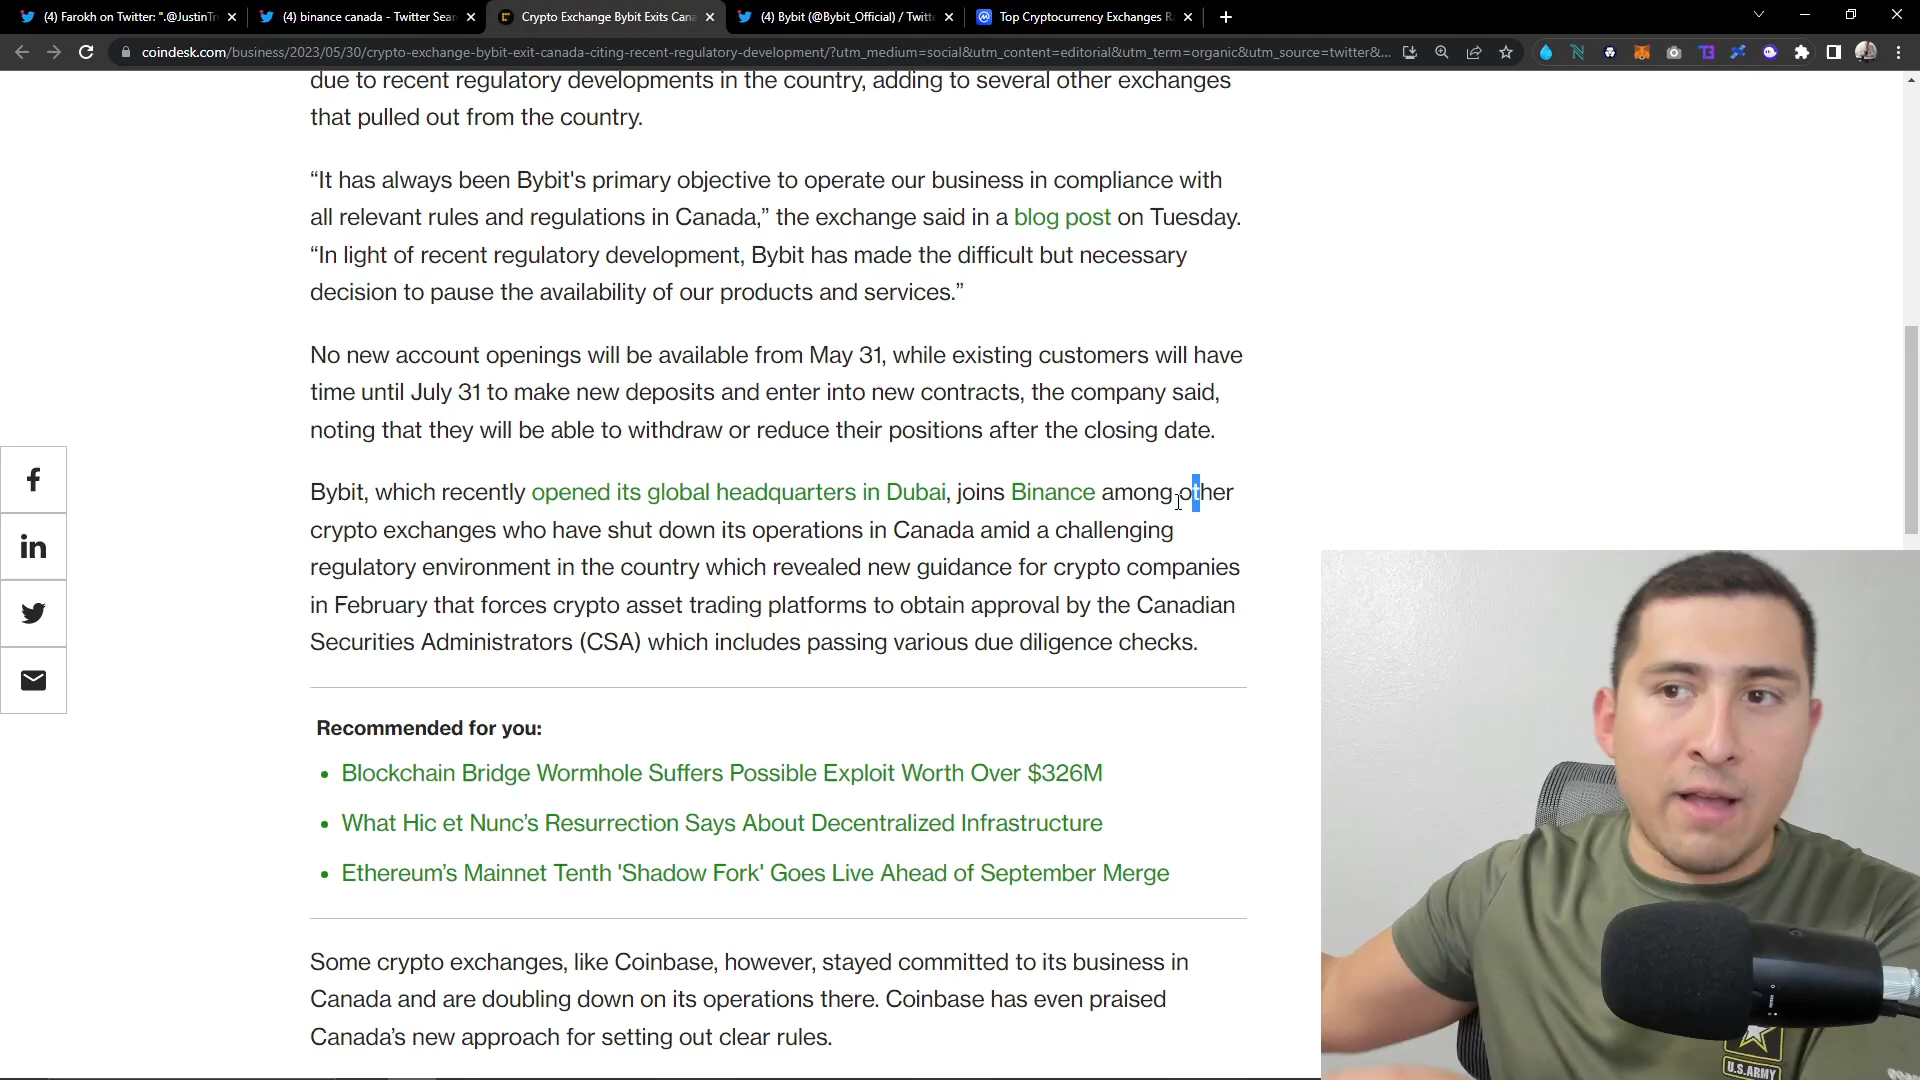 (4) Farokh on Twitter: ".@JustinTr
(4) binance canada - Twitter Sear
Crypto Exchange Bybit Exits Cana
(4) Bybit (@Bybit_Official) / Twitte
Top Cryptocurrency Exchanges R
coindesk.com/business/2023/05/30/crypto-exchange-bybit-exit-canada-citing-recent-regulatory-development/?utm_medium=social&utm_content=editorial&utm_term=organic&utm_source=twitter&...
due to recent regulatory developments in the country, adding to several other exchanges
that pulled out from the country.
“It has always been Bybit's primary objective to operate our business in compliance with
all relevant rules and regulations in Canada,” the exchange said in a blog post on Tuesday.
“In light of recent regulatory development, Bybit has made the difficult but necessary
decision to pause the availability of our products and services.”
No new account openings will be available from May 31, while existing customers will have
time until July 31 to make new deposits and enter into new contracts, the company said,
noting that they will be able to withdraw or reduce their positions after the closing date.
Bybit, which recently opened its global headquarters in Dubai, joins Binance among other
crypto exchanges who have shut down its operations in Canada amid a challenging
regulatory environment in the country which revealed new guidance for crypto companies
in February that forces crypto asset trading platforms to obtain approval by the Canadian
Securities Administrators (CSA) which includes passing various due diligence checks.
Recommended for you:
• Blockchain Bridge Wormhole Suffers Possible Exploit Worth Over $326M
• What Hic et Nunc’s Resurrection Says About Decentralized Infrastructure
• Ethereum’s Mainnet Tenth 'Shadow Fork' Goes Live Ahead of September Merge
Some crypto exchanges, like Coinbase, however, stayed committed to its business in
Canada and are doubling down on its operations there. Coinbase has even praised
Canada’s new approach for setting out clear rules.
U.S.ARMY